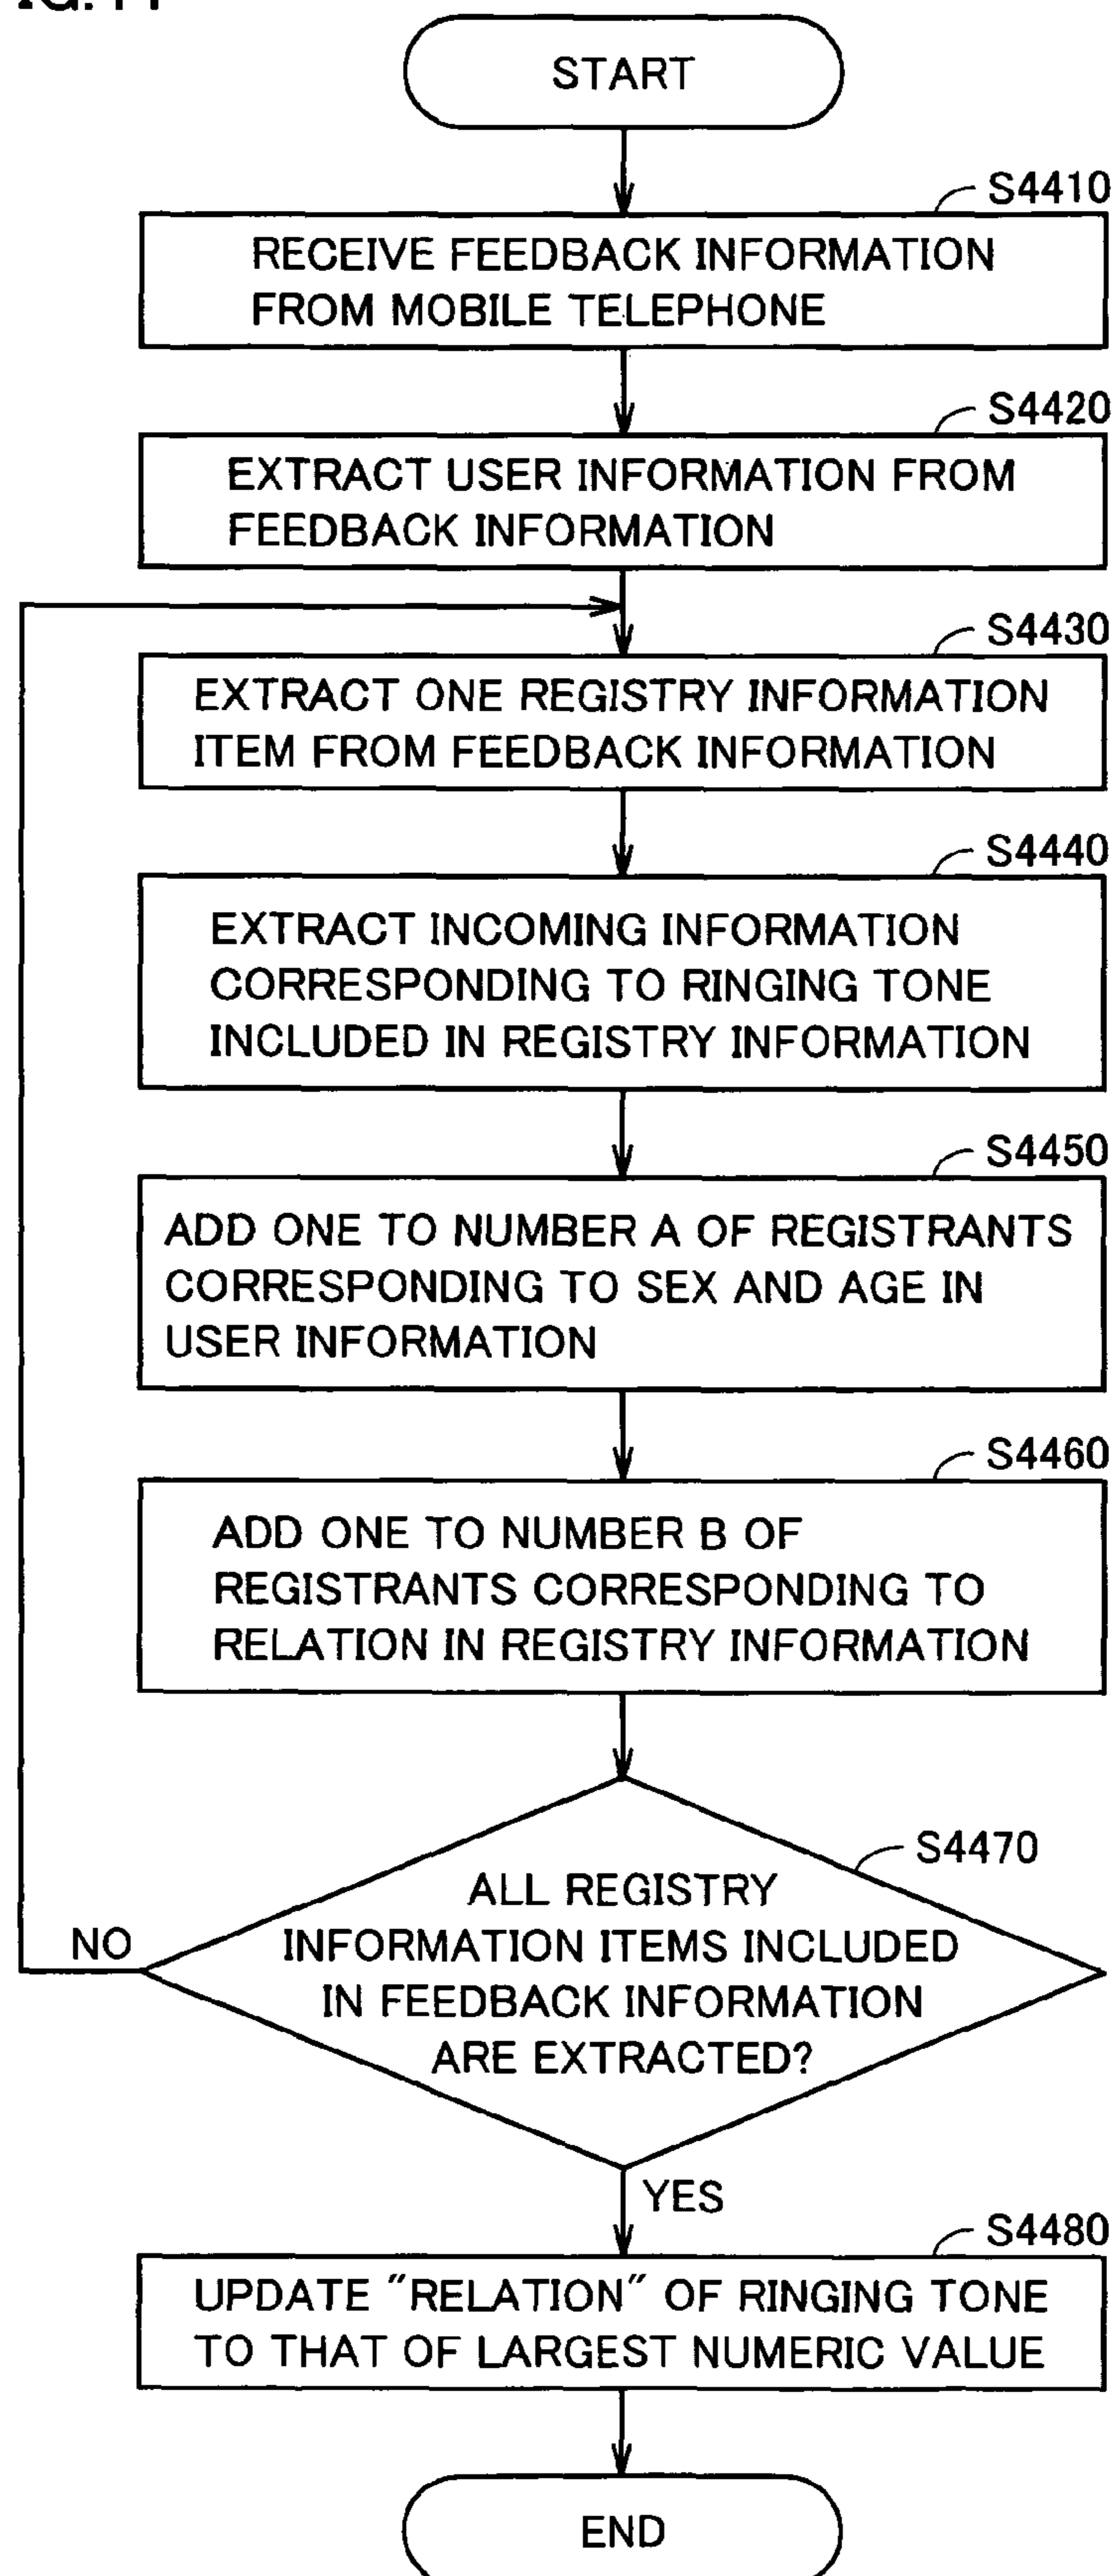 START
S4410
RECEIVE FEEDBACK INFORMATION
FROM MOBILE TELEPHONE
S4420
EXTRACT USER INFORMATION FROM
FEEDBACK INFORMATION
S4430
EXTRACT ONE REGISTRY INFORMATION
ITEM FROM FEEDBACK INFORMATION
S4440
EXTRACT INCOMING INFORMATION
CORRESPONDING TO RINGING TONE
INCLUDED IN REGISTRY INFORMATION
S4450
ADD ONE TO NUMBER A OF REGISTRANTS
CORRESPONDING TO SEX AND AGE IN
USER INFORMATION
S4460
ADD ONE TO NUMBER B OF
REGISTRANTS CORRESPONDING TO
RELATION IN REGISTRY INFORMATION
S4470
ALL REGISTRY
INFORMATION ITEMS INCLUDED
IN FEEDBACK INFORMATION
ARE EXTRACTED?
NO
YES
S4480
UPDATE "RELATION" OF RINGING TONE
TO THAT OF LARGEST NUMERIC VALUE
END